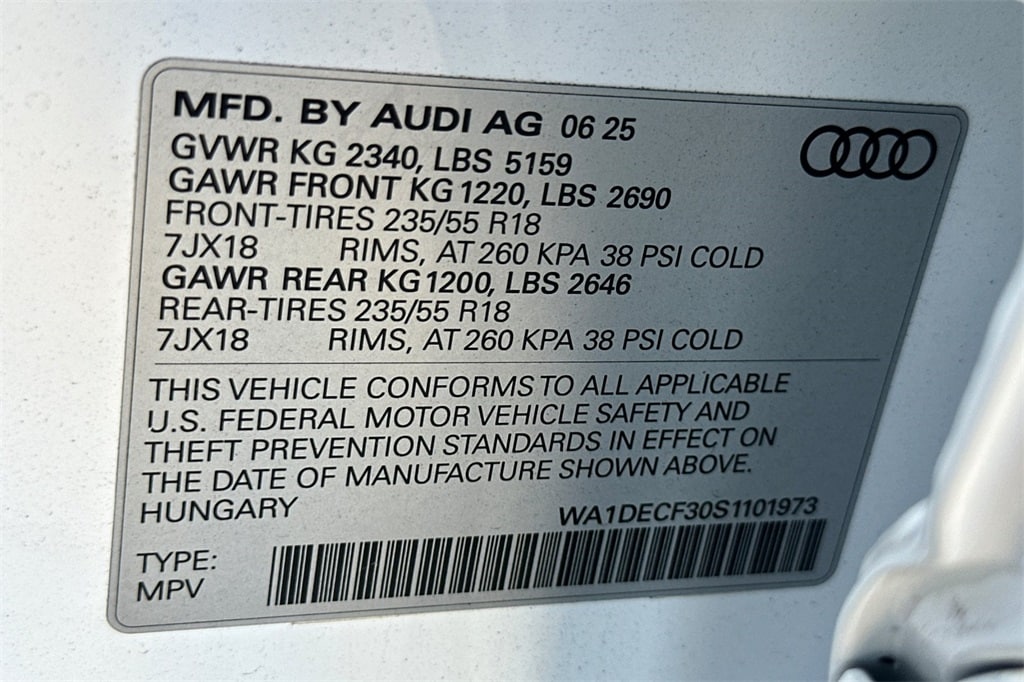 MFD. BY AUDI AG 06 25
GVWR KG 2340, LBS 5159
GAWR FRONT KG 1220, LBS 2690
FRONT-TIRES 235/55 R18
7JX18 RIMS, AT 260 KPA 38 PSI COLD
GAWR REAR KG 1200, LBS 2646
REAR-TIRES 235/55 R18
7JX18 RIMS, AT 260 KPA 38 PSI COLD
THIS VEHICLE CONFORMS TO ALL APPLICABLE
U.S. FEDERAL MOTOR VEHICLE SAFETY AND
THEFT PREVENTION STANDARDS IN EFFECT ON
THE DATE OF MANUFACTURE SHOWN ABOVE.
HUNGARY WA1DECF30S1101973
TYPE:
MPV